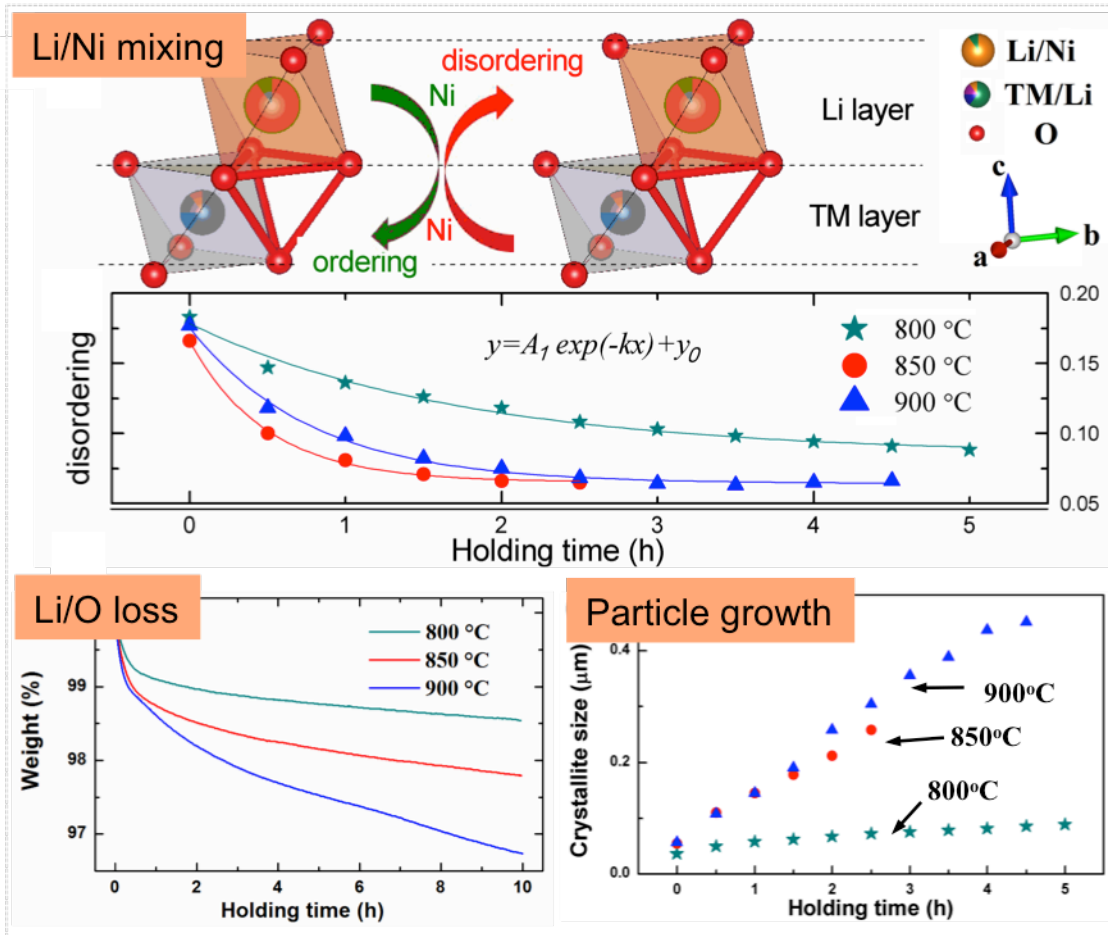 Li/Ni mixing
disordering
Ni
Ni
ordering
Li layer
TM layer
Li/Ni
TM/Li
O
c
b
a
y=A₁ exp(-kx)+y₀
800 °C
850 °C
900 °C
disordering
0.20
0.15
0.10
0.05
0 1 2 3 4 5
Holding time (h)
Li/O loss
800 °C
850 °C
900 °C
Weight (%)
99
98
97
0 2 4 6 8 10
Holding time (h)
Particle growth
Crystallite size (μm)
0.4
0.2
0.0
900°C
850°C
800°C
0 1 2 3 4 5
Holding time (h)